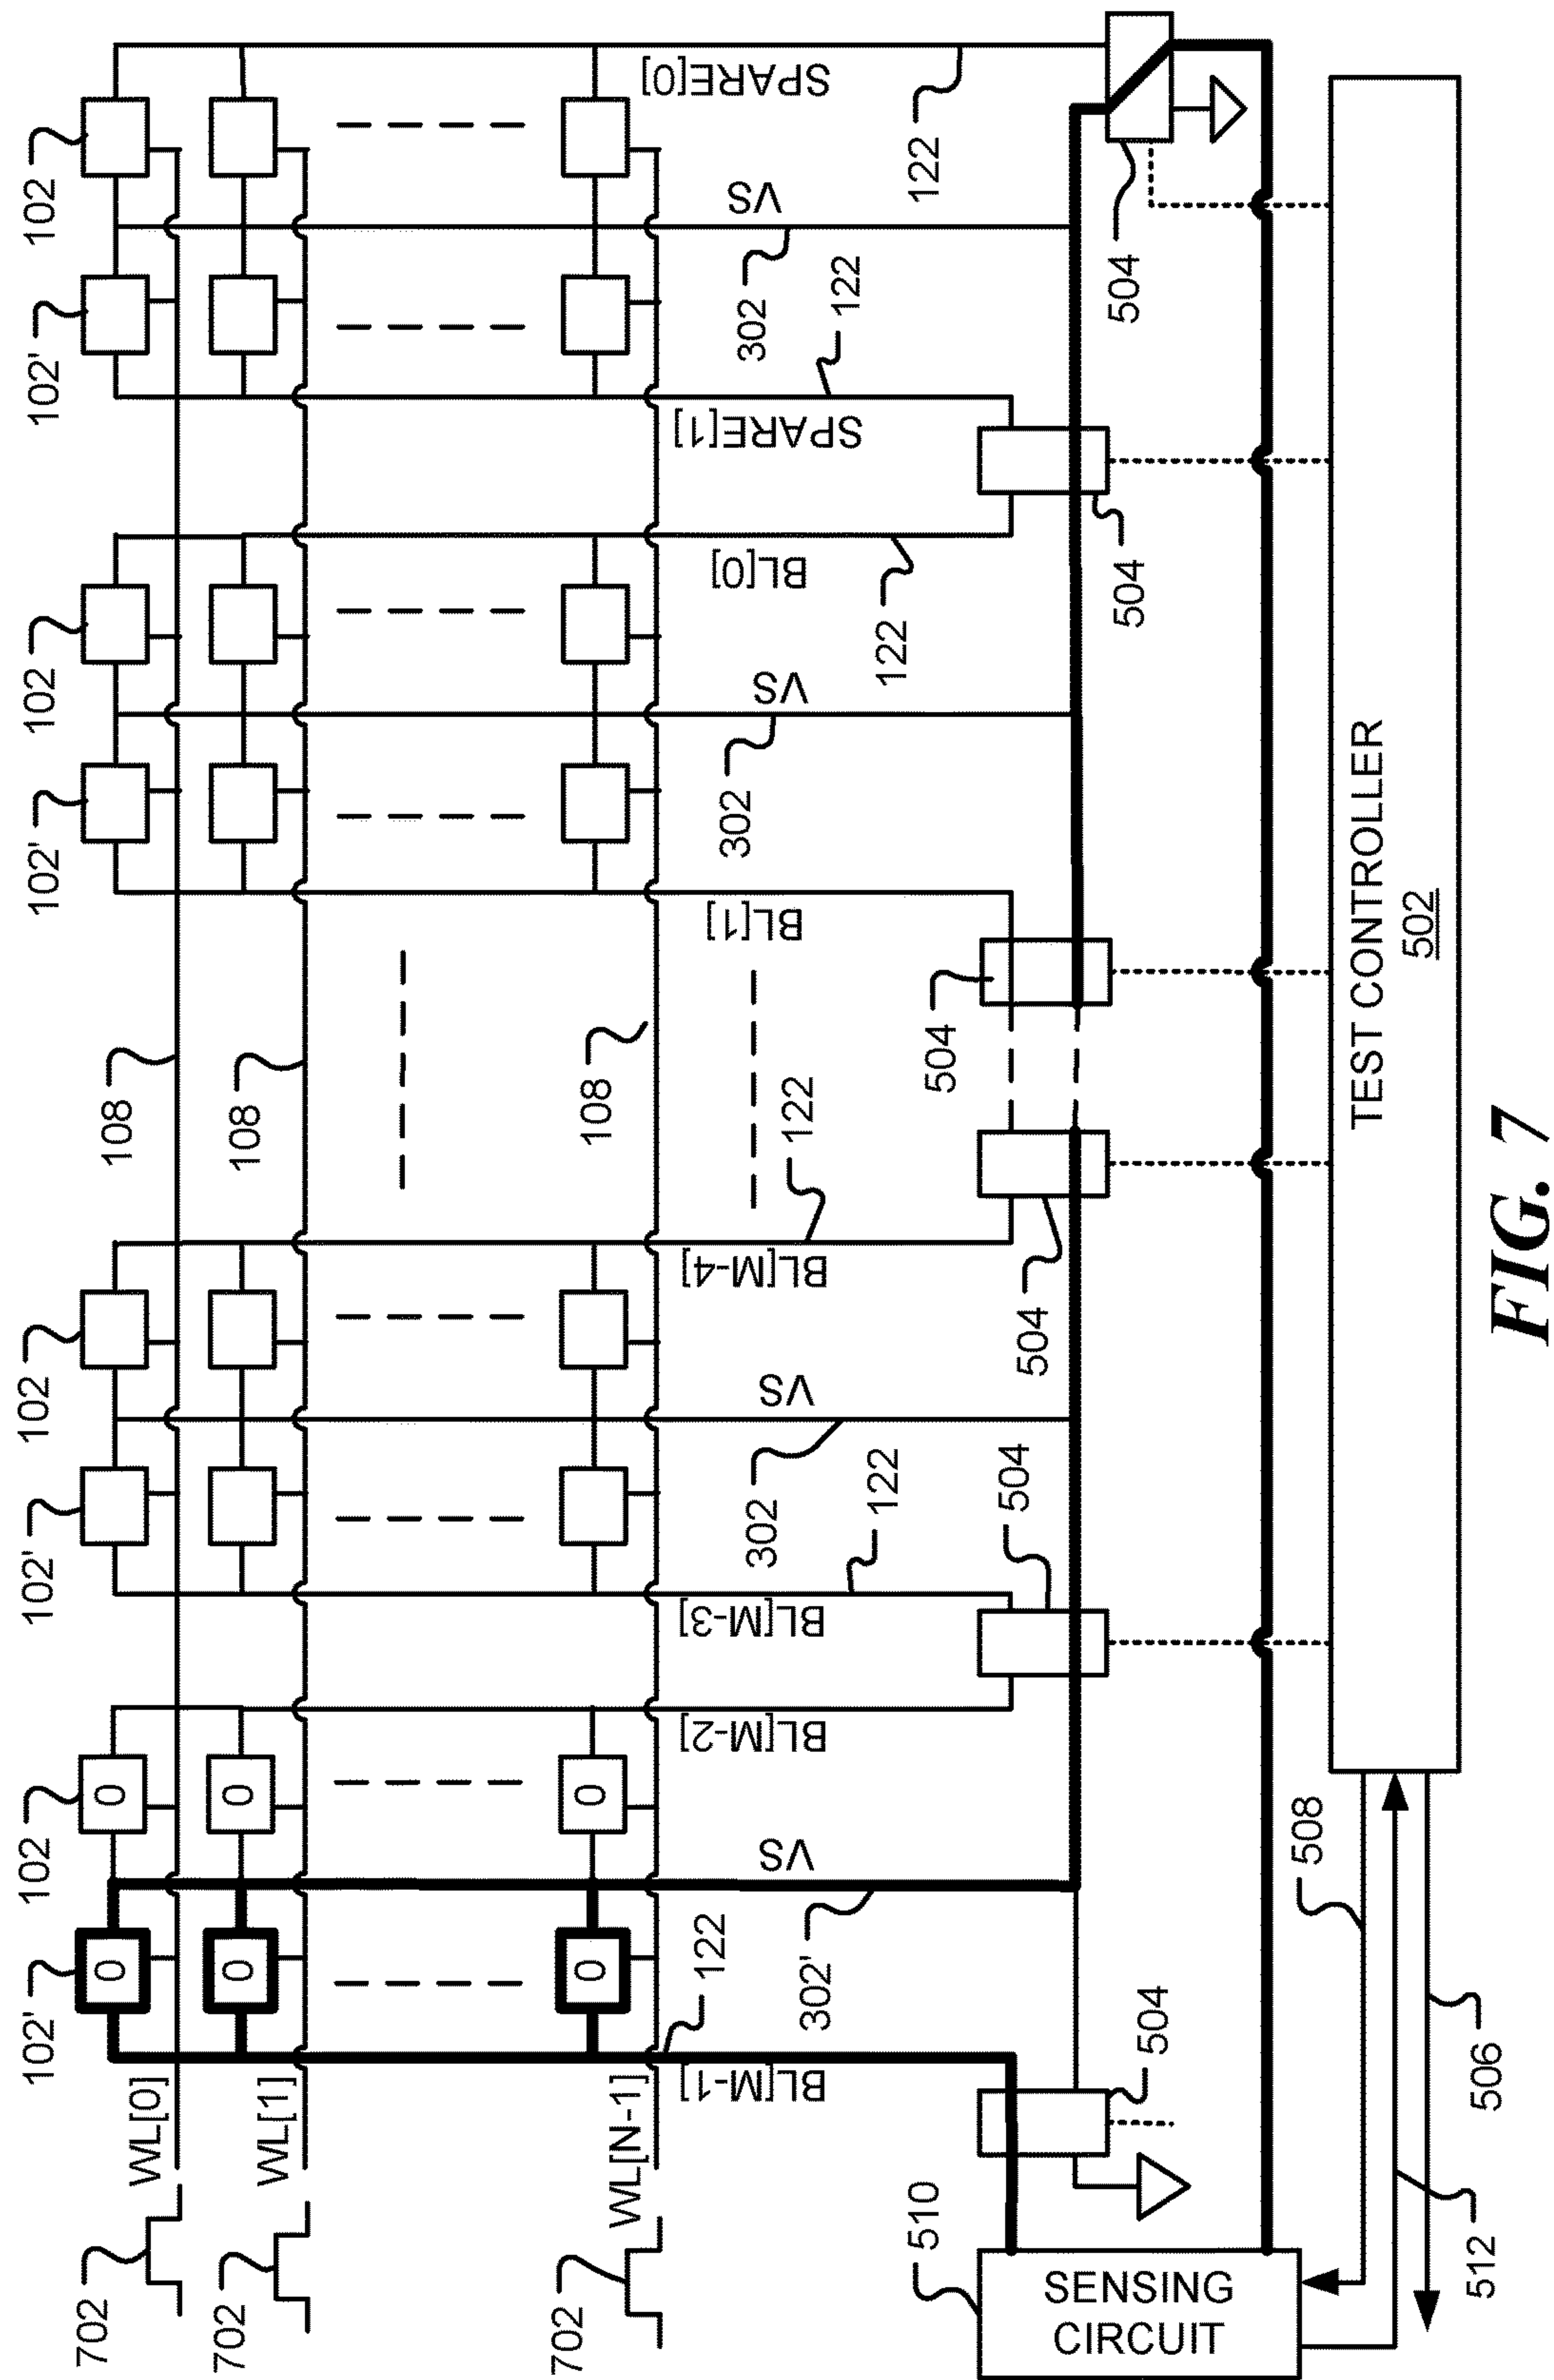 102'
102
102'
102
102'
102
102'
102
702
WL[0]
0
0
108
702
WL[1]
0
0
108
702
WL[N-1]
0
0
108
BL[M-1]
122
VS
302'
BL[M-2]
BL[M-3]
122
VS
302
BL[M-4]
122
BL[1]
VS
302
BL[0]
122
SPARE[1]
122
VS
302
SPARE[0]
122
510
504
504
504
504
504
504
SENSING
CIRCUIT
508
512
506
TEST CONTROLLER
502
FIG. 7